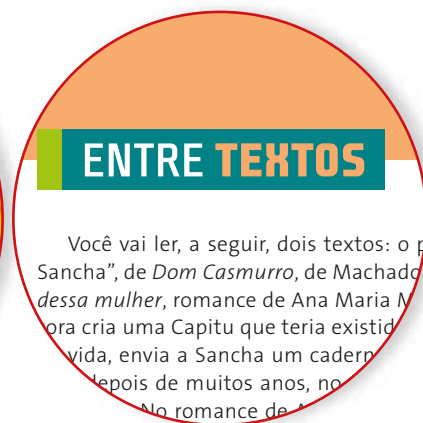 ENTRE TEXTOS
Você vai ler, a seguir, dois textos: o
Sancha”, de Dom Casmurro, de Machado
dessa mulher, romance de Ana Maria
ora cria uma Capitu que teria existid
vida, envia a Sancha um cadern
depois de muitos anos, no
No romance de